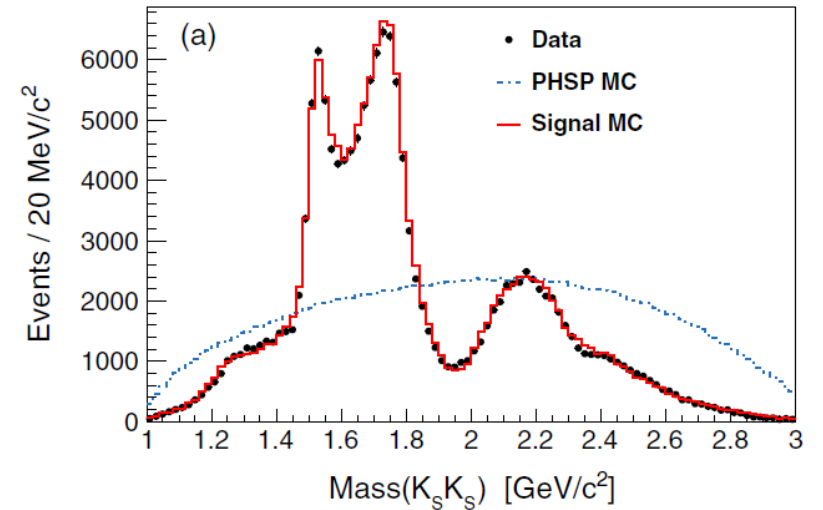 (a)
Data
PHSP MC
Signal MC
Events / 20 MeV/c²
6000
5000
4000
3000
2000
1000
0
1 1.2 1.4 1.6 1.8 2 2.2 2.4 2.6 2.8 3
Mass(KₛKₛ) [GeV/c²]